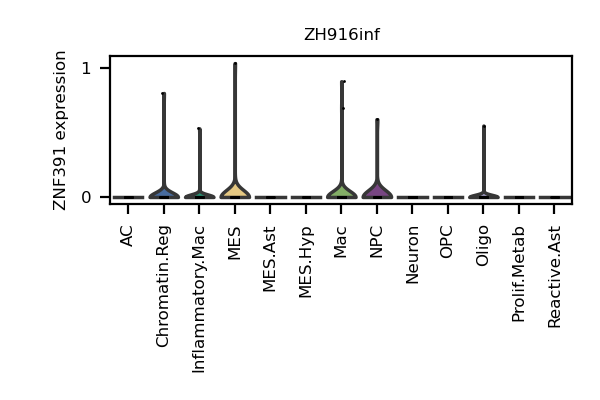 ZH916inf
ZNF391 expression
1
0
AC
Chromatin.Reg
Inflammatory.Mac
MES
MES.Ast
MES.Hyp
Mac
NPC
Neuron
OPC
Oligo
Prolif.Metab
Reactive.Ast